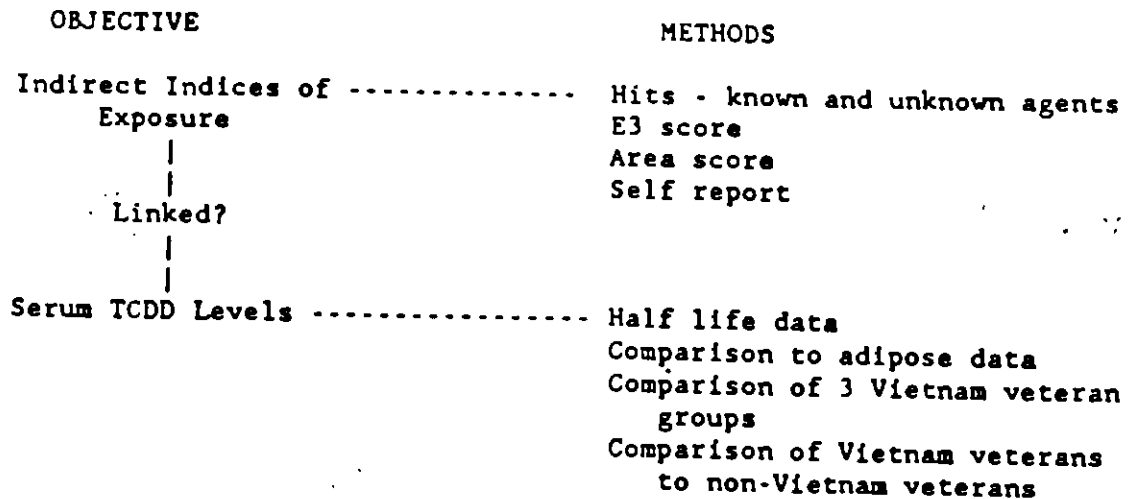 OBJECTIVE METHODS
Indirect Indices of -------------- Hits - known and unknown agents
Exposure E3 score
Area score
Self report
Linked?
Serum TCDD Levels ----------------- Half life data
Comparison to adipose data
Comparison of 3 Vietnam veteran
groups
Comparison of Vietnam veterans
to non-Vietnam veterans